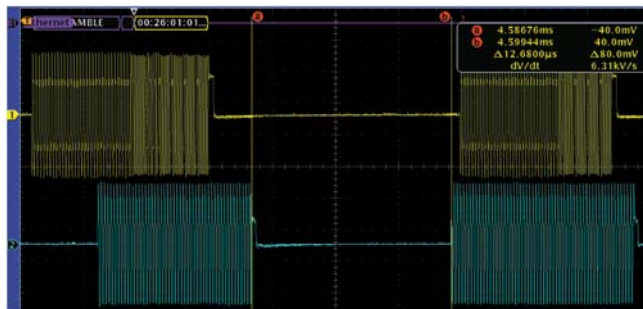 thernet AMBLE 00:26:01:01...
a b
a 4.58676ms −40.0mV
b 4.59944ms 40.0mV
Δ12.6800µs Δ80.0mV
dV/dt 6.31kV/s
1
2